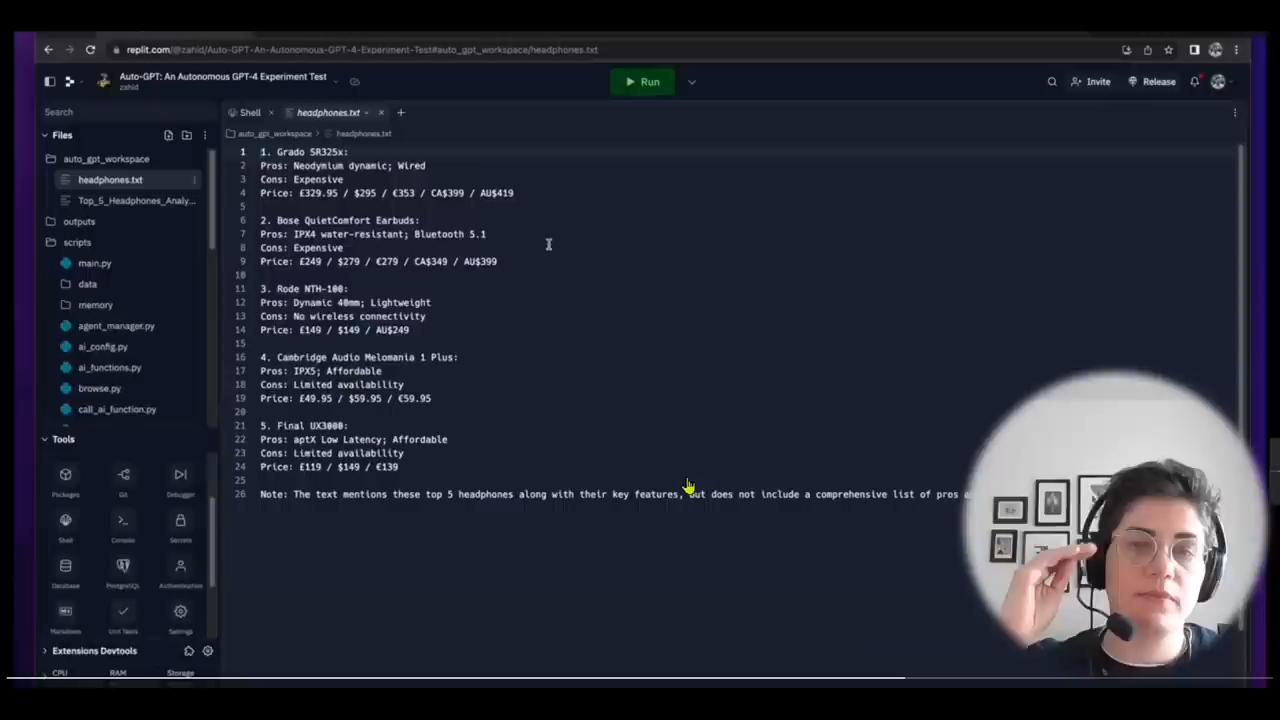 replit.com/@zahid/Auto-GPT-An-Autonomous-GPT-4-Experiment-Test#auto_gpt_workspace/headphones.txt
Auto-GPT: An Autonomous GPT-4 Experiment Test
zahid
Run
Invite
Release
Search
Shell
headphones.txt
Files
auto_gpt_workspace
headphones.txt
auto_gpt_workspace
headphones.txt
Top_5_Headphones_Analy...
outputs
scripts
main.py
data
memory
agent_manager.py
ai_config.py
ai_functions.py
browse.py
call_ai_function.py
1 1. Grado SR325x:
2 Pros: Neodymium dynamic; Wired
3 Cons: Expensive
4 Price: £329.95 / $295 / €353 / CA$399 / AU$419
5
6 2. Bose QuietComfort Earbuds:
7 Pros: IPX4 water-resistant; Bluetooth 5.1
8 Cons: Expensive
9 Price: £249 / $279 / €279 / CA$349 / AU$399
10
11 3. Rode NTH-100:
12 Pros: Dynamic 40mm; Lightweight
13 Cons: No wireless connectivity
14 Price: £149 / $149 / AU$249
15
16 4. Cambridge Audio Melomania 1 Plus:
17 Pros: IPX5; Affordable
18 Cons: Limited availability
19 Price: £49.95 / $59.95 / €59.95
20
21 5. Final UX3000:
22 Pros: aptX Low Latency; Affordable
23 Cons: Limited availability
24 Price: £119 / $149 / €139
25
26 Note: The text mentions these top 5 headphones along with their key features, but does not include a comprehensive list of pros
Tools
Packages
Git
Debugger
Shell
Console
Secrets
Database
PostgreSQL
Authentication
Markdown
Unit Tests
Settings
Extensions Devtools
CPU
RAM
Storage